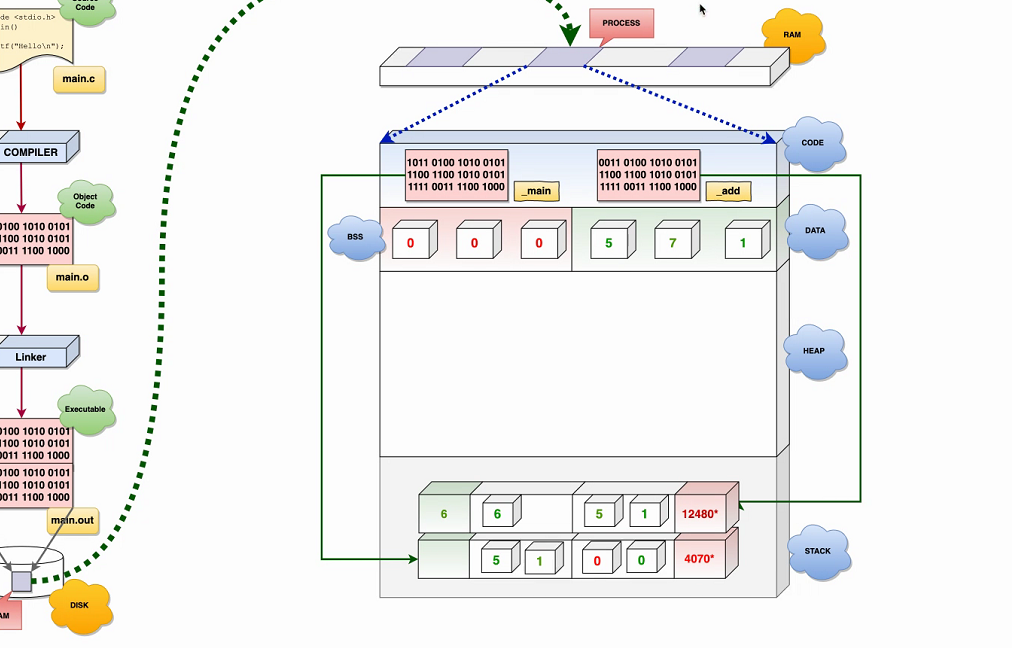 Code
de <stdio.h>
in()
tf("Hello\n");
main.c
COMPILER
Object
Code
0100 1010 0101
1100 1010 0101
0011 1100 1000
main.o
Linker
Executable
0100 1010 0101
1100 1010 0101
0011 1100 1000
0100 1010 0101
1100 1010 0101
0011 1100 1000
main.out
AM
DISK
PROCESS
RAM
CODE
1011 0100 1010 0101
1100 1100 1010 0101
1111 0011 1100 1000
_main
0011 0100 1010 0101
1100 1100 1010 0101
1111 0011 1100 1000
_add
BSS
0 0 0 5 7 1
DATA
HEAP
6 6 5 1 12480*
5 1 0 0 4070*
STACK